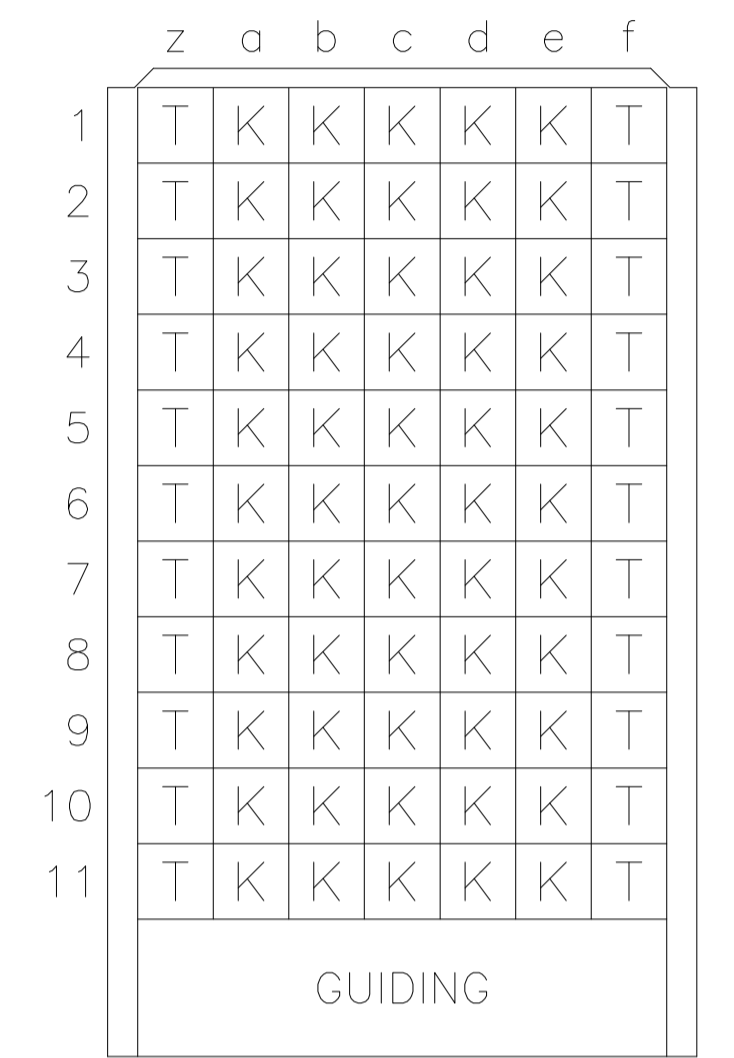 z a b c d e f
1 T K K K K K T
2 T K K K K K T
3 T K K K K K T
4 T K K K K K T
5 T K K K K K T
6 T K K K K K T
7 T K K K K K T
8 T K K K K K T
9 T K K K K K T
10 T K K K K K T
11 T K K K K K T
GUIDING